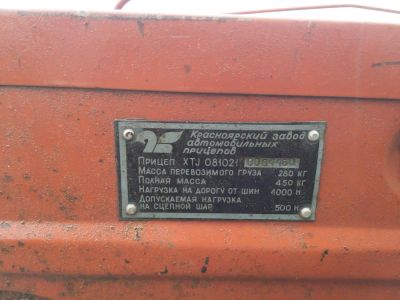 Красноярский завод
автомобильных
прицепов
Прицеп XTJ 081021
Масса перевозимого груза 280 кг
Полная масса 450 кг
Нагрузка на дорогу от шин 4000 Н
Допускаемая нагрузка
на сцепной шар 500 Н